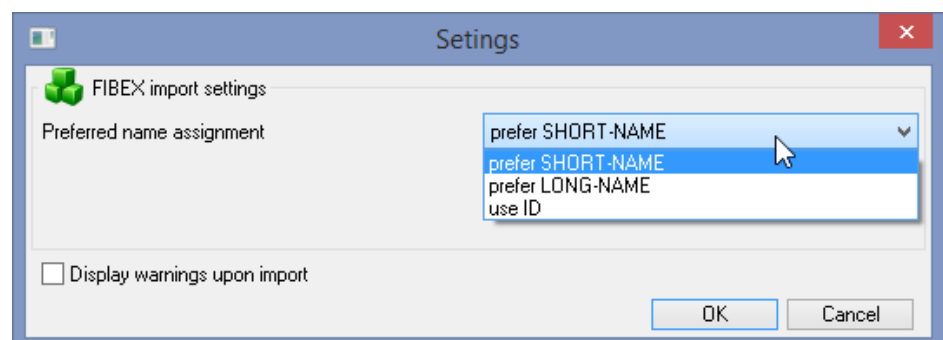 Setings
FIBEX import settings
Preferred name assignment
prefer SHORT-NAME
prefer SHORT-NAME
prefer LONG-NAME
use ID
Display warnings upon import
OK
Cancel